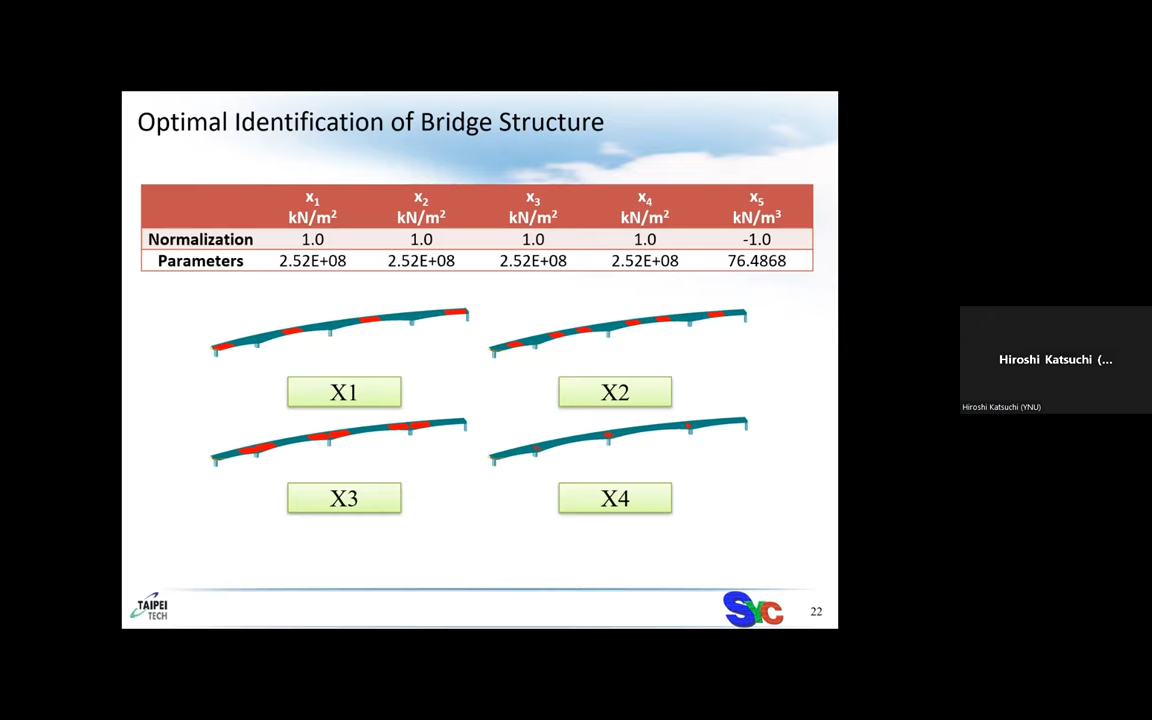 Optimal Identification of Bridge Structure
x1 x2 x3 x4 x5
kN/m2 kN/m2 kN/m2 kN/m2 kN/m3
Normalization 1.0 1.0 1.0 1.0 -1.0
Parameters 2.52E+08 2.52E+08 2.52E+08 2.52E+08 76.4868
X1 X2
X3 X4
TAIPEI
TECH
SYC
22
Hiroshi Katsuchi (...
Hiroshi Katsuchi (YNU)